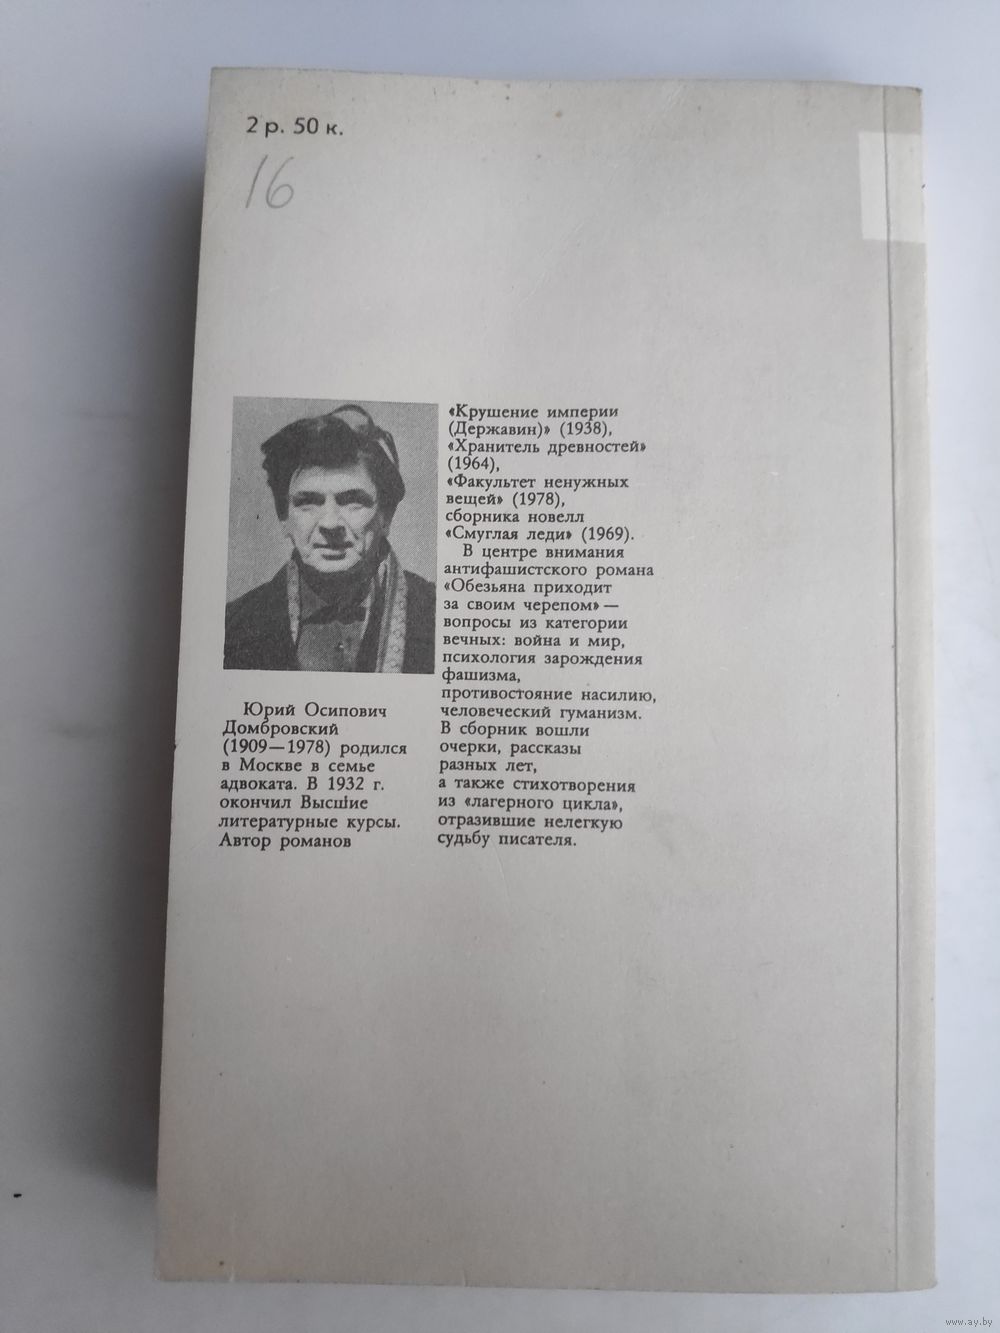 2 р. 50 к.
16
Юрий Осипович
Домбровский
(1909—1978) родился
в Москве в семье
адвоката. В 1932 г.
окончил Высшие
литературные курсы.
Автор романов
«Крушение империи
(Державин)» (1938),
«Хранитель древностей»
(1964),
«Факультет ненужных
вещей» (1978),
сборника новелл
«Смуглая леди» (1969).
В центре внимания
антифашистского романа
«Обезьяна приходит
за своим черепом» —
вопросы из категории
вечных: война и мир,
психология зарождения
фашизма,
противостояние насилию,
человеческий гуманизм.
В сборник вошли
очерки, рассказы
разных лет,
а также стихотворения
из «лагерного цикла»,
отразившие нелегкую
судьбу писателя.
www.ay.by